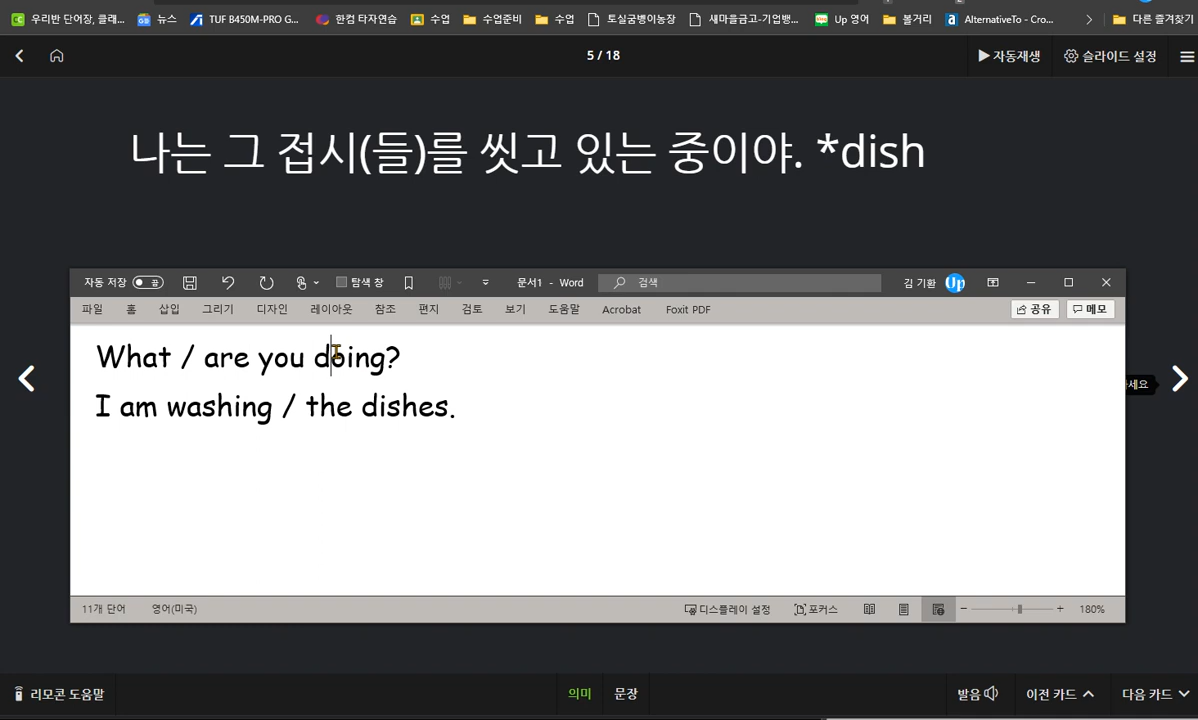 우리반 단어장, 클래... 뉴스 TUF B450M-PRO G... 한컴 타자연습 수업 수업준비 수업 토실굼벵이농장 새마을금고-기업뱅... Up 영어 볼거리 AlternativeTo - Cro... 다른 즐겨찾기
5 / 18 자동재생 슬라이드 설정
나는 그 접시(들)를 씻고 있는 중이야. *dish
자동 저장 끔 탐색 창 문서1 - Word 검색 김 기환 Up
파일 홈 삽입 그리기 디자인 레이아웃 참조 편지 검토 보기 도움말 Acrobat Foxit PDF 공유 메모
What / are you doing?
세요
I am washing / the dishes.
11개 단어 영어(미국) 디스플레이 설정 포커스 180%
리모콘 도움말 의미 문장 발음 이전 카드 다음 카드